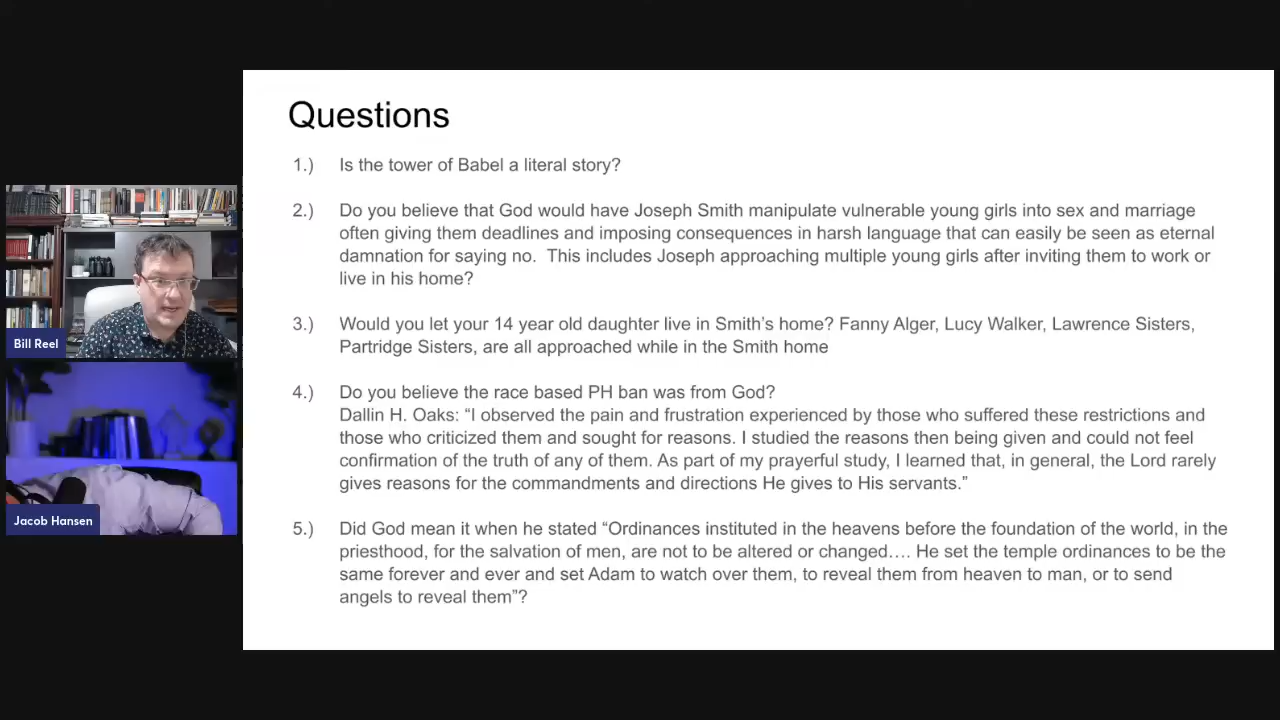 Questions
1.) Is the tower of Babel a literal story?
2.) Do you believe that God would have Joseph Smith manipulate vulnerable young girls into sex and marriage
often giving them deadlines and imposing consequences in harsh language that can easily be seen as eternal
damnation for saying no.  This includes Joseph approaching multiple young girls after inviting them to work or
live in his home?
3.) Would you let your 14 year old daughter live in Smith's home? Fanny Alger, Lucy Walker, Lawrence Sisters,
Partridge Sisters, are all approached while in the Smith home
4.) Do you believe the race based PH ban was from God?
Dallin H. Oaks: “I observed the pain and frustration experienced by those who suffered these restrictions and
those who criticized them and sought for reasons. I studied the reasons then being given and could not feel
confirmation of the truth of any of them. As part of my prayerful study, I learned that, in general, the Lord rarely
gives reasons for the commandments and directions He gives to His servants.”
5.) Did God mean it when he stated “Ordinances instituted in the heavens before the foundation of the world, in the
priesthood, for the salvation of men, are not to be altered or changed…. He set the temple ordinances to be the
same forever and ever and set Adam to watch over them, to reveal them from heaven to man, or to send
angels to reveal them”?
Bill Reel
Jacob Hansen